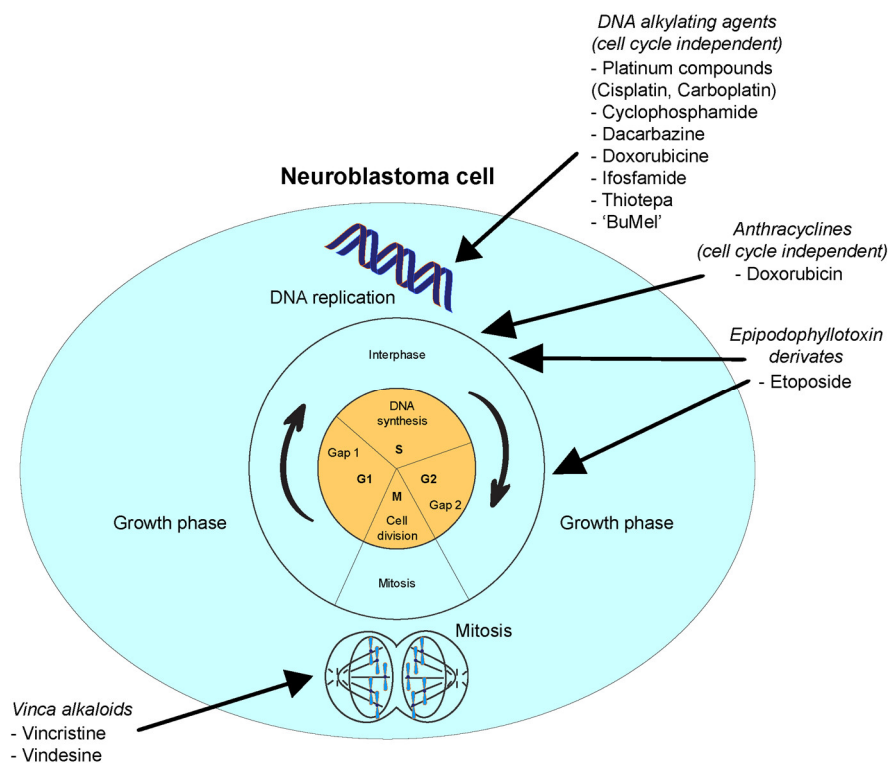 DNA alkylating agents
(cell cycle independent)
- Platinum compounds
(Cisplatin, Carboplatin)
- Cyclophosphamide
- Dacarbazine
- Doxorubicine
- Ifosfamide
- Thiotepa
- ‘BuMel’
Neuroblastoma cell
Anthracyclines
(cell cycle independent)
- Doxorubicin
DNA replication
Epipodophyllotoxin
derivates
- Etoposide
Interphase
DNA
synthesis
S
Gap 1
G1
G2
Gap 2
M
Cell
division
Growth phase
Growth phase
Mitosis
Mitosis
Vinca alkaloids
- Vincristine
- Vindesine